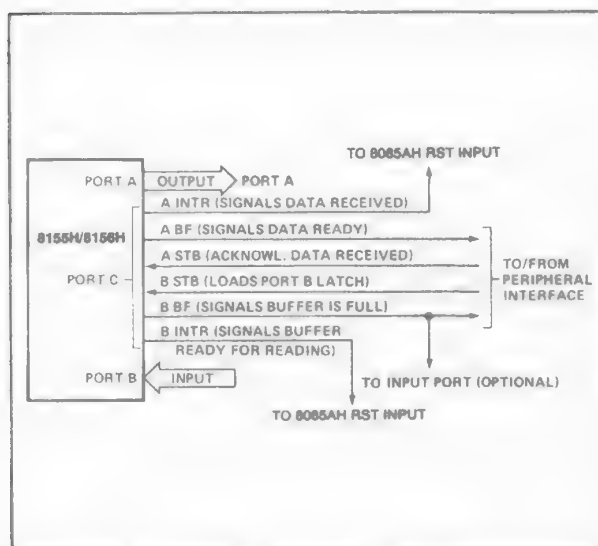 TO 8085AH RST INPUT
PORT A
OUTPUT
PORT A
A INTR (SIGNALS DATA RECEIVED)
8155H/8156H
A BF (SIGNALS DATA READY)
A STB (ACKNOWL. DATA RECEIVED)
PORT C
B STB (LOADS PORT B LATCH)
B BF (SIGNALS BUFFER IS FULL)
B INTR (SIGNALS BUFFER
READY FOR READING)
TO/FROM
PERIPHERAL
INTERFACE
PORT B
INPUT
TO INPUT PORT (OPTIONAL)
TO 8085AH RST INPUT